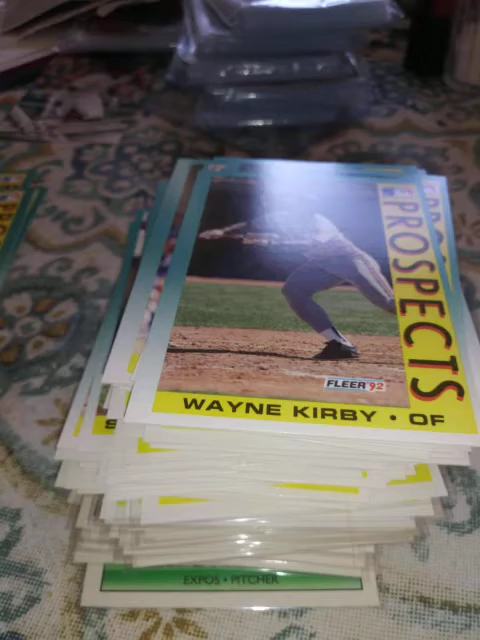 PROSPECTS
FLEER '92
WAYNE KIRBY • OF
EXPOS • PITCHER